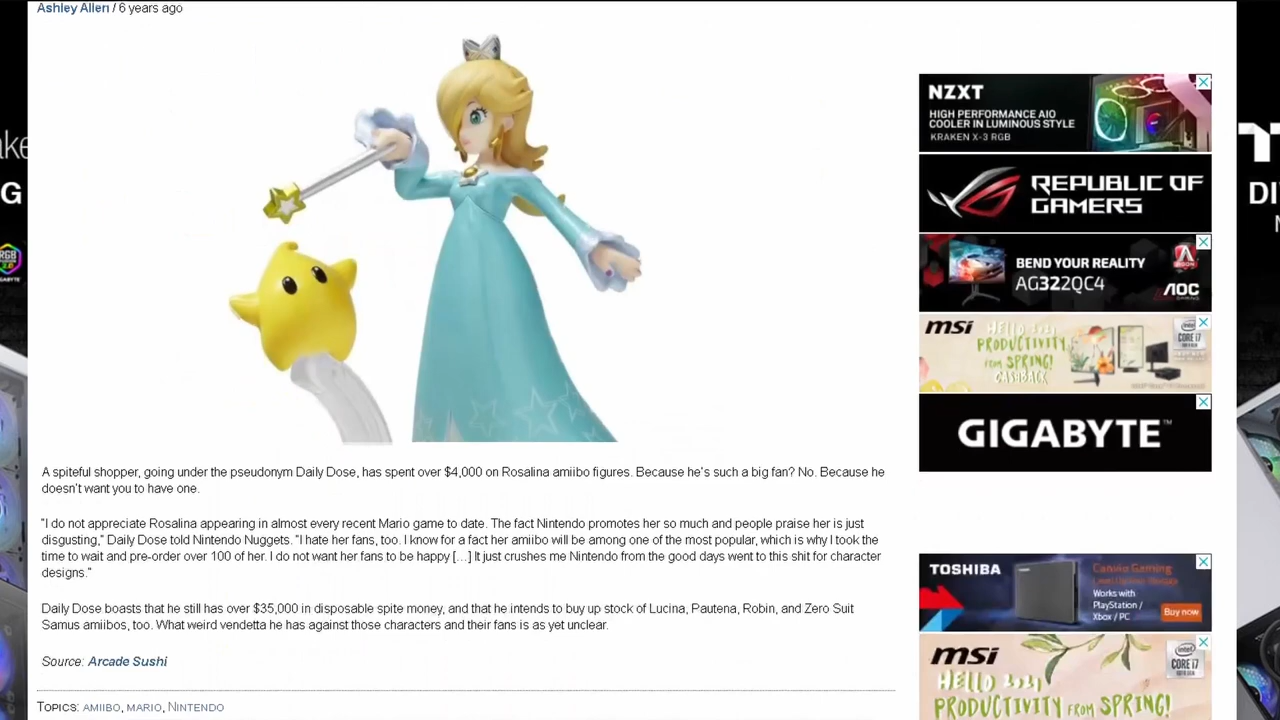 Ashley Allen / 6 years ago
A spiteful shopper, going under the pseudonym Daily Dose, has spent over $4,000 on Rosalina amiibo figures. Because he's such a big fan? No. Because he
doesn't want you to have one.
"I do not appreciate Rosalina appearing in almost every recent Mario game to date. The fact Nintendo promotes her so much and people praise her is just
disgusting," Daily Dose told Nintendo Nuggets. "I hate her fans, too. I know for a fact her amiibo will be among one of the most popular, which is why I took the
time to wait and pre-order over 100 of her. I do not want her fans to be happy [...] It just crushes me Nintendo from the good days went to this shit for character
designs."
Daily Dose boasts that he still has over $35,000 in disposable spite money, and that he intends to buy up stock of Lucina, Pautena, Robin, and Zero Suit
Samus amiibos, too. What weird vendetta he has against those characters and their fans is as yet unclear.
Source: Arcade Sushi
TOPICS: AMIIBO, MARIO, NINTENDO
NZXT
HIGH PERFORMANCE AIO
COOLER IN LUMINOUS STYLE
KRAKEN X-3 RGB
REPUBLIC OF
GAMERS
BEND YOUR REALITY
AG322QC4
AOC
msi
HELLO 2021
PRODUCTIVITY
from SPRING!
CASHBACK
intel
CORE i7
GIGABYTE™
TOSHIBA
Canvio Gaming
Works with
PlayStation /
Xbox / PC
Buy now
msi
intel
CORE i7
HELLO 2021
PRODUCTIVITY FROM SPRING!
ake
G
RGB
2.0
GIGABYTE
DI